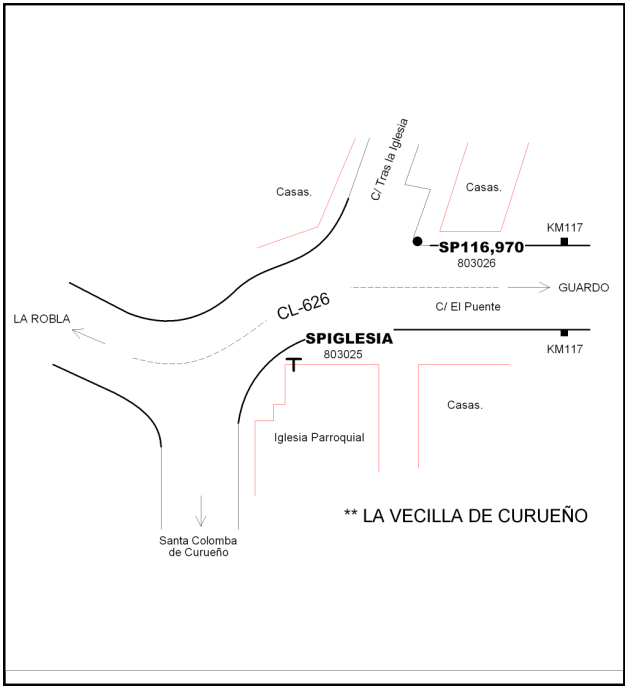 C/ Tras la Iglesia
Casas.
Casas.
KM117
SP116,970
803026
GUARDO
CL-626
C/ El Puente
LA ROBLA
SPIGLESIA
803025
KM117
Casas.
Iglesia Parroquial
** LA VECILLA DE CURUEÑO
Santa Colomba
de Curueño